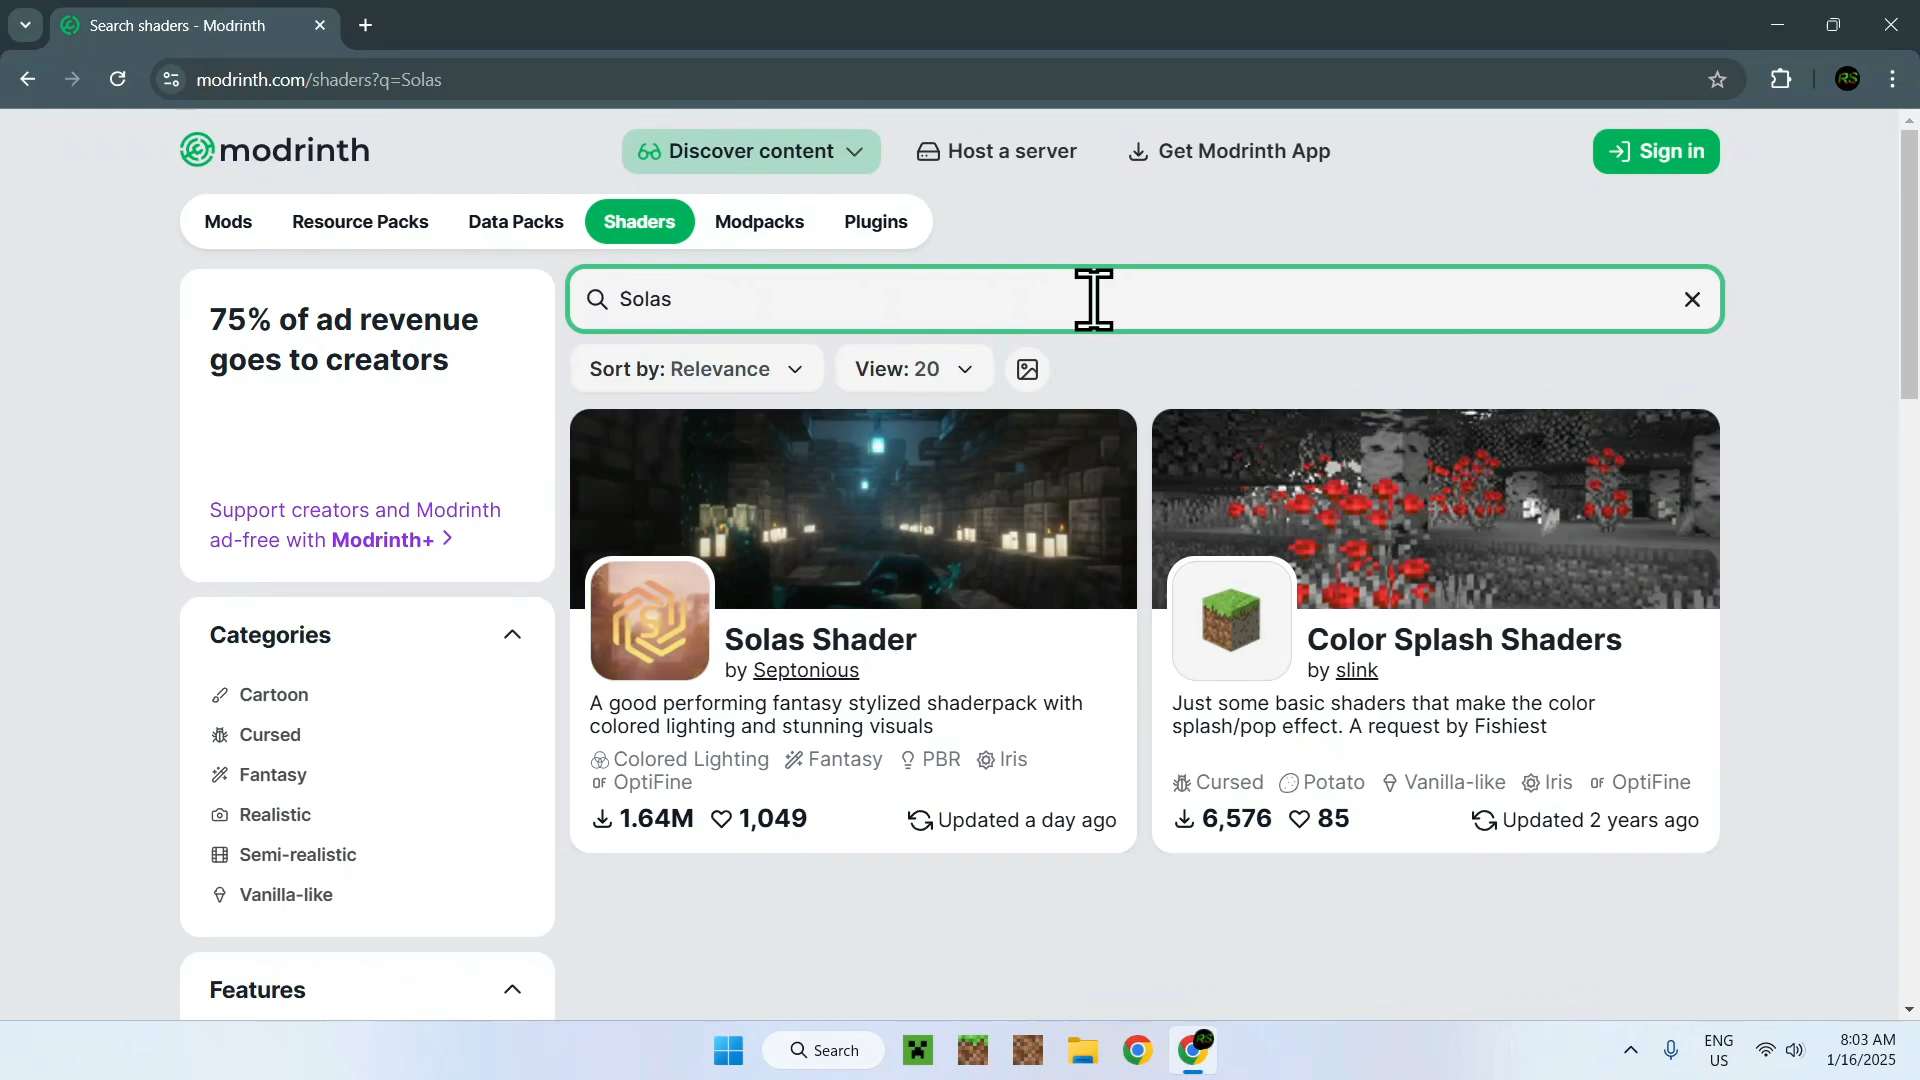 Search shaders - Modrinth
modrinth.com/shaders?q=Solas
RS
modrinth
Discover content
Host a server
Get Modrinth App
Sign in
Mods
Resource Packs
Data Packs
Shaders
Modpacks
Plugins
75% of ad revenue
goes to creators
Support creators and Modrinth
ad-free with Modrinth+
Solas
Sort by: Relevance
View: 20
Categories
Cartoon
Cursed
Fantasy
Realistic
Semi-realistic
Vanilla-like
Features
S
Solas Shader
by Septonious
A good performing fantasy stylized shaderpack with
colored lighting and stunning visuals
Colored Lighting Fantasy PBR Iris
OF OptiFine
1.64M 1,049 Updated a day ago
Color Splash Shaders
by slink
Just some basic shaders that make the color
splash/pop effect. A request by Fishiest
Cursed Potato Vanilla-like Iris OF OptiFine
6,576 85 Updated 2 years ago
Search
RS
ENG
US
8:03 AM
1/16/2025